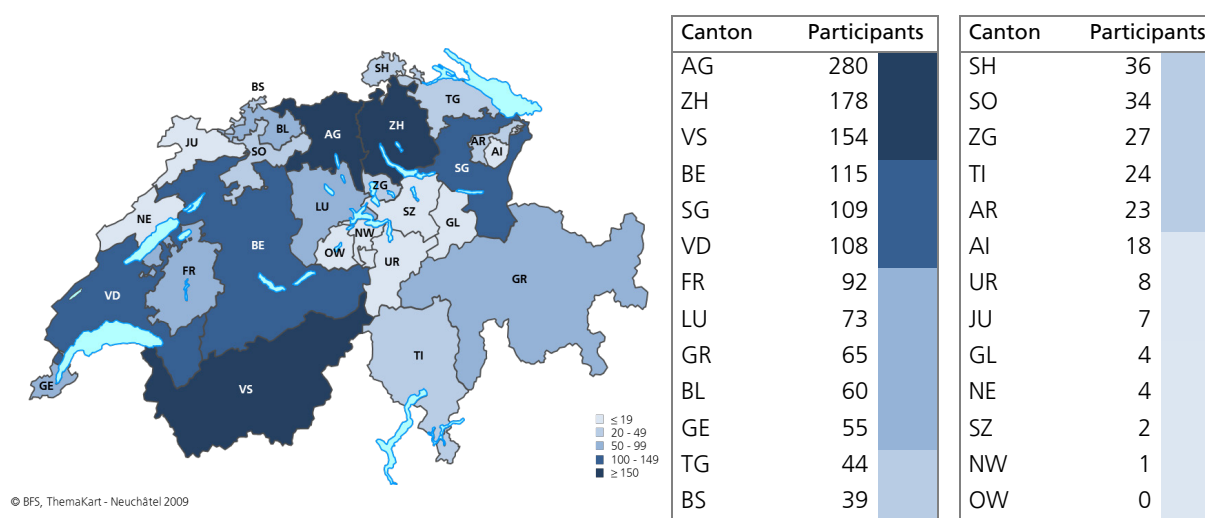 SH
BS
TG
BL
ZH
AG
JU
AR
SO
AI
SG
ZG
LU
SZ
NE
GL
NW
BE
OW
UR
FR
GR
VD
TI
GE
VS
≤ 19
20 - 49
50 - 99
100 - 149
≥ 150
© BFS, ThemaKart - Neuchâtel 2009
Canton Participants
AG 280
ZH 178
VS 154
BE 115
SG 109
VD 108
FR 92
LU 73
GR 65
BL 60
GE 55
TG 44
BS 39
Canton Participants
SH 36
SO 34
ZG 27
TI 24
AR 23
AI 18
UR 8
JU 7
GL 4
NE 4
SZ 2
NW 1
OW 0